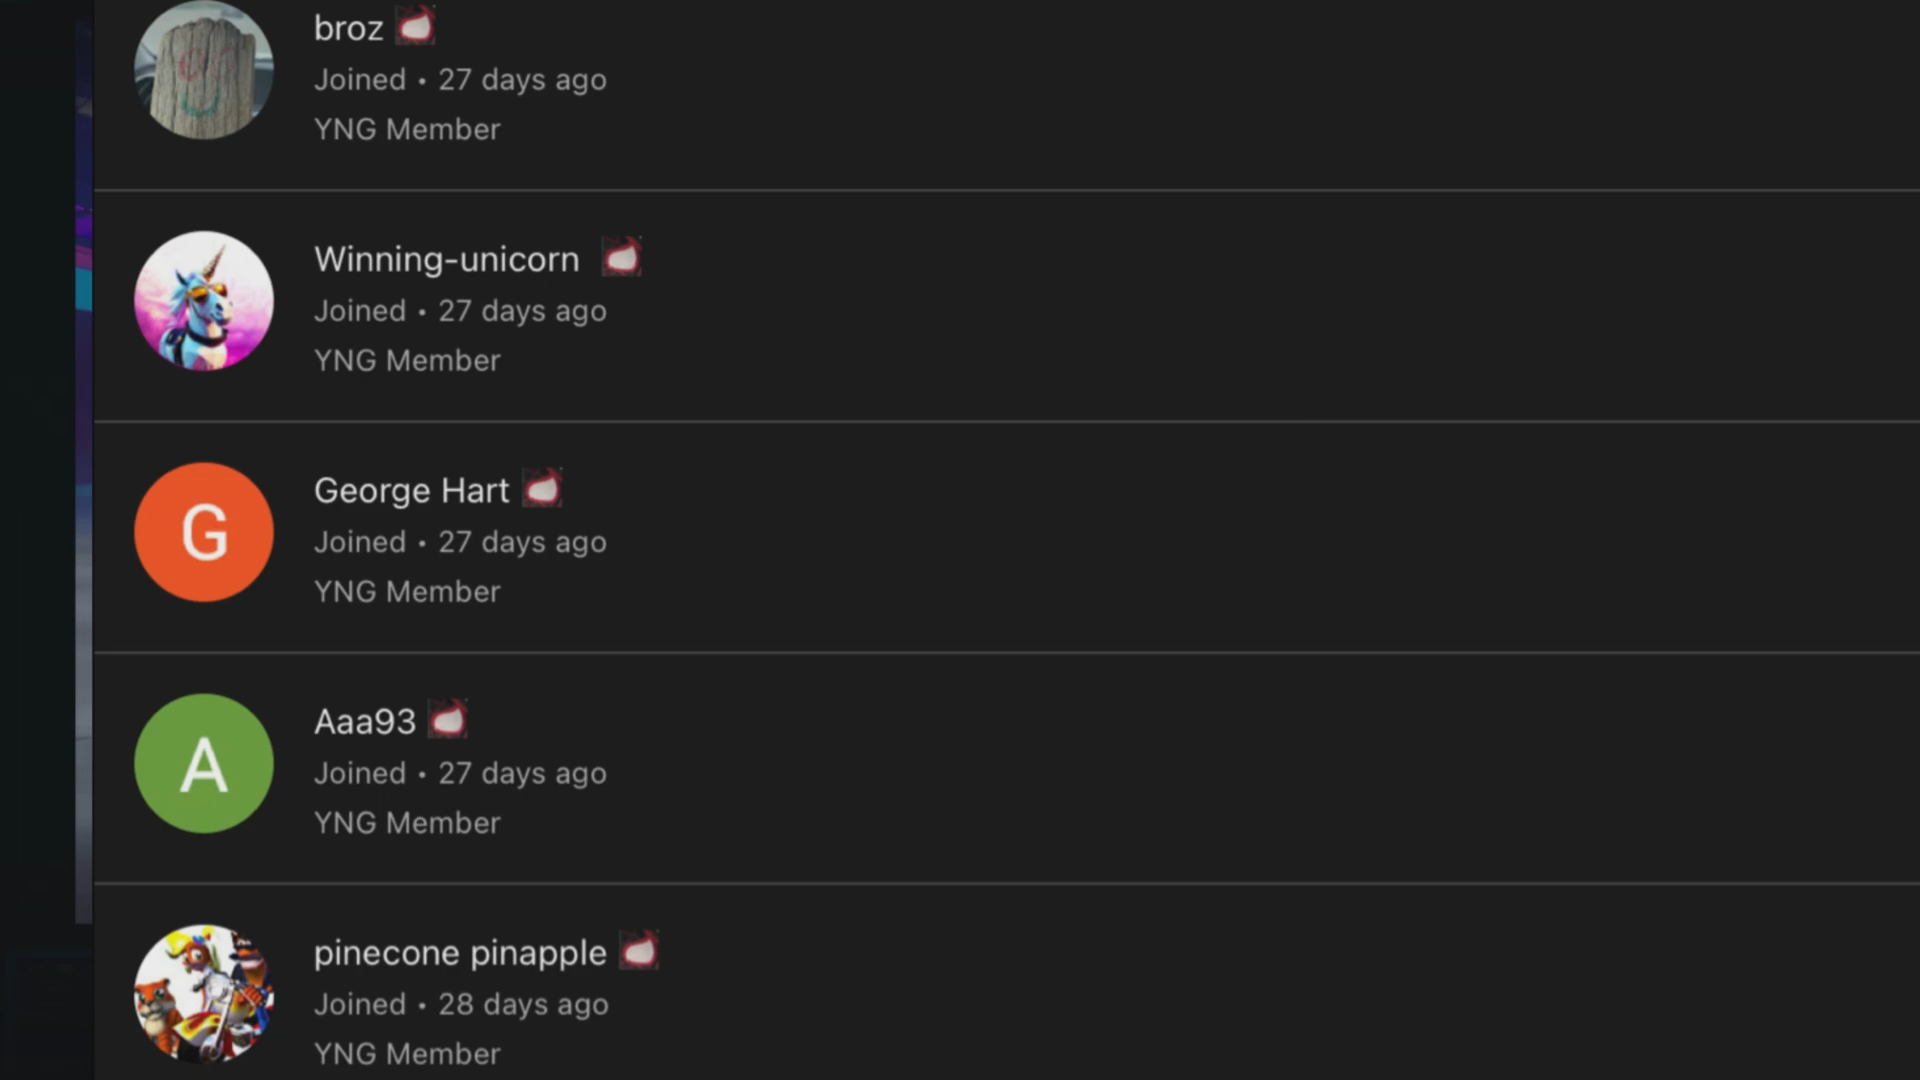 broz
Joined • 27 days ago
YNG Member
Winning-unicorn
Joined • 27 days ago
YNG Member
G
George Hart
Joined • 27 days ago
YNG Member
A
Aaa93
Joined • 27 days ago
YNG Member
pinecone pinapple
Joined • 28 days ago
YNG Member